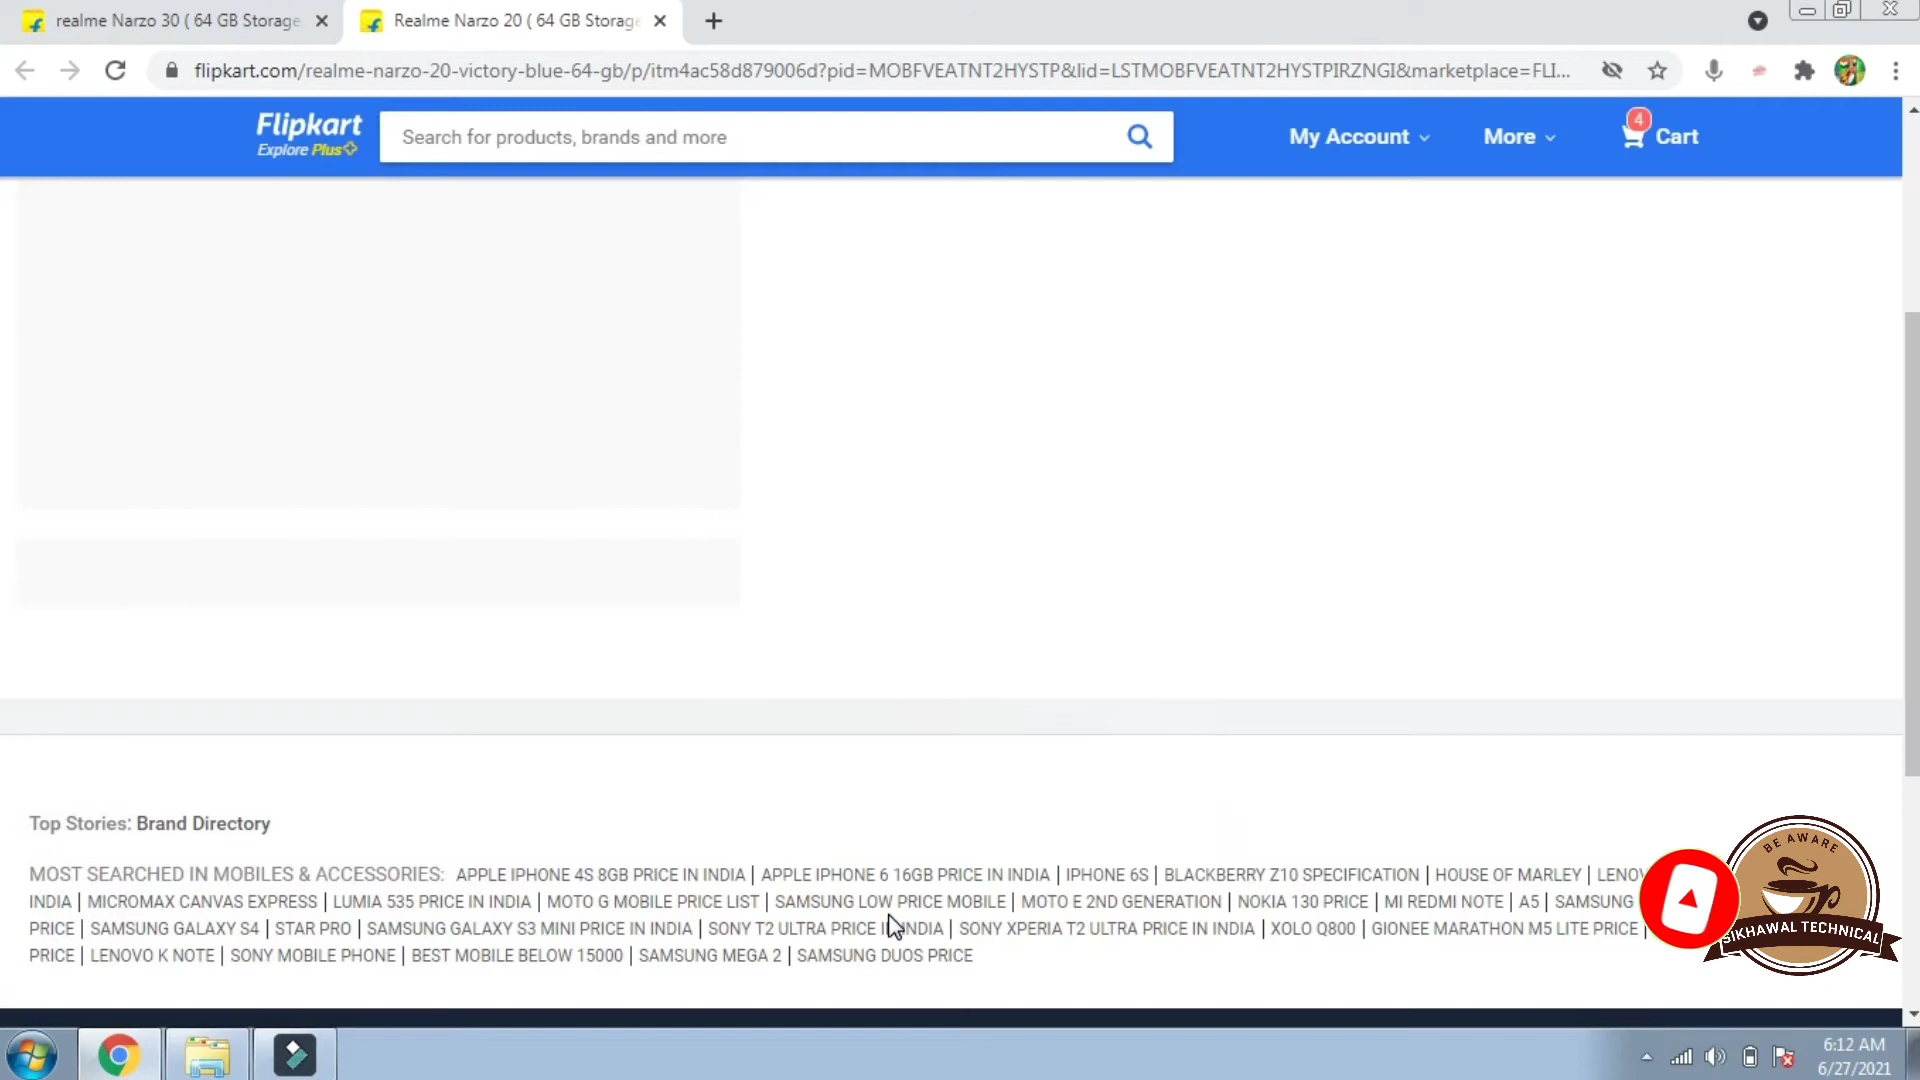 realme Narzo 30 ( 64 GB Storage
Realme Narzo 20 ( 64 GB Storage
flipkart.com/realme-narzo-20-victory-blue-64-gb/p/itm4ac58d879006d?pid=MOBFVEATNT2HYSTP&lid=LSTMOBFVEATNT2HYSTPIRZNGI&marketplace=FLI...
Flipkart
Explore Plus
Search for products, brands and more
My Account
More
4
Cart
Top Stories: Brand Directory
MOST SEARCHED IN MOBILES & ACCESSORIES: APPLE IPHONE 4S 8GB PRICE IN INDIA | APPLE IPHONE 6 16GB PRICE IN INDIA | IPHONE 6S | BLACKBERRY Z10 SPECIFICATION | HOUSE OF MARLEY |
INDIA | MICROMAX CANVAS EXPRESS | LUMIA 535 PRICE IN INDIA | MOTO G MOBILE PRICE LIST | SAMSUNG LOW PRICE MOBILE | MOTO E 2ND GENERATION | NOKIA 130 PRICE | MI REDMI NOTE | A5 | SAMSUNG
PRICE | SAMSUNG GALAXY S4 | STAR PRO | SAMSUNG GALAXY S3 MINI PRICE IN INDIA | SONY T2 ULTRA PRICE IN INDIA | SONY XPERIA T2 ULTRA PRICE IN INDIA | XOLO Q800 | GIONEE MARATHON M5 LITE PRICE |
PRICE | LENOVO K NOTE | SONY MOBILE PHONE | BEST MOBILE BELOW 15000 | SAMSUNG MEGA 2 | SAMSUNG DUOS PRICE
BE AWARE
SIKHAWAL TECHNICAL
6:12 AM
6/27/2021